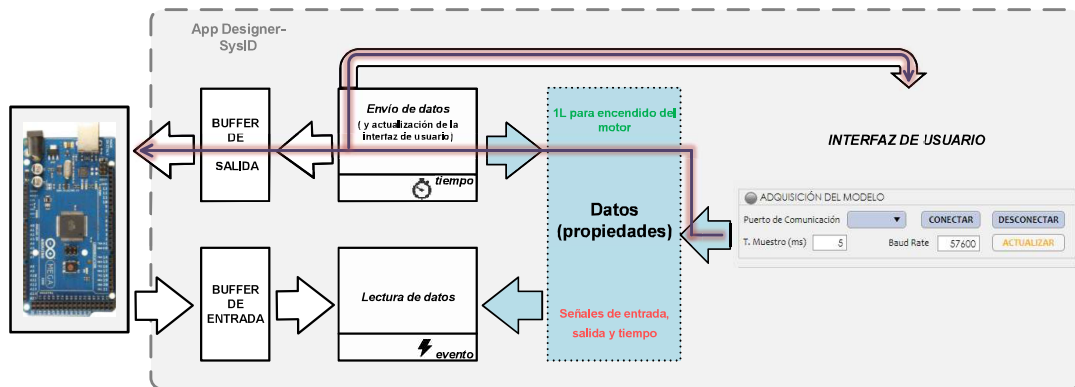 App Designer-
SysID
Envío de datos
( y actualización de la
interfaz de usuario)
tiempo
BUFFER
DE
SALIDA
1L para encendido del
motor
INTERFAZ DE USUARIO
Datos
(propiedades)
ADQUISICIÓN DEL MODELO
Puerto de Comunicación
CONECTAR
DESCONECTAR
T. Muestro (ms)
5
Baud Rate
57600
ACTUALIZAR
BUFFER
DE
ENTRADA
Lectura de datos
evento
Señales de entrada,
salida y tiempo
ARDUINO
MEGA